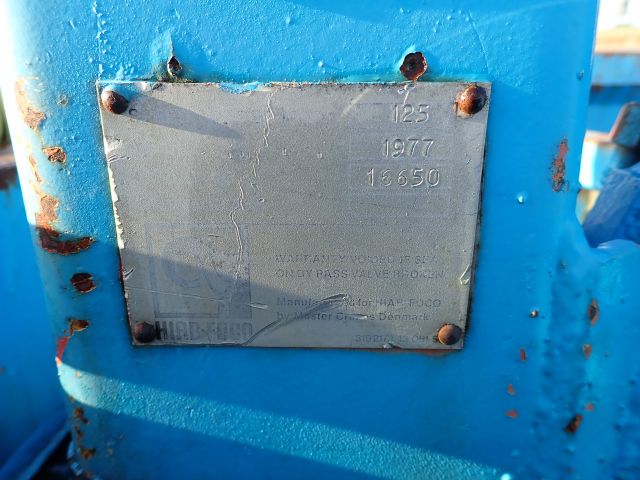 125
1977
16650
WARRANTY VOIDED IF SEAL
ON BY PASS VALVE BROKEN
Manufactured for HIAB-FOCO
by Master Cranes Denmark.
HIAB-FOCO